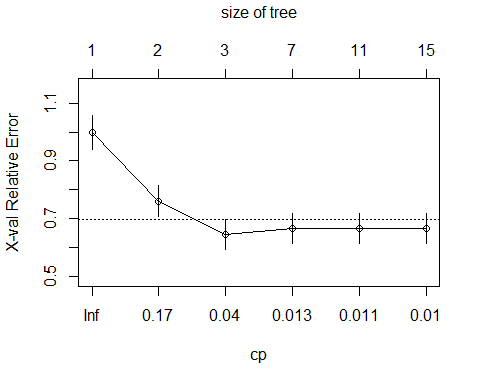 size of tree
1 2 3 7 11 15
X-val Relative Error
1.1
0.9
0.7
0.5
Inf 0.17 0.04 0.013 0.011 0.01
cp